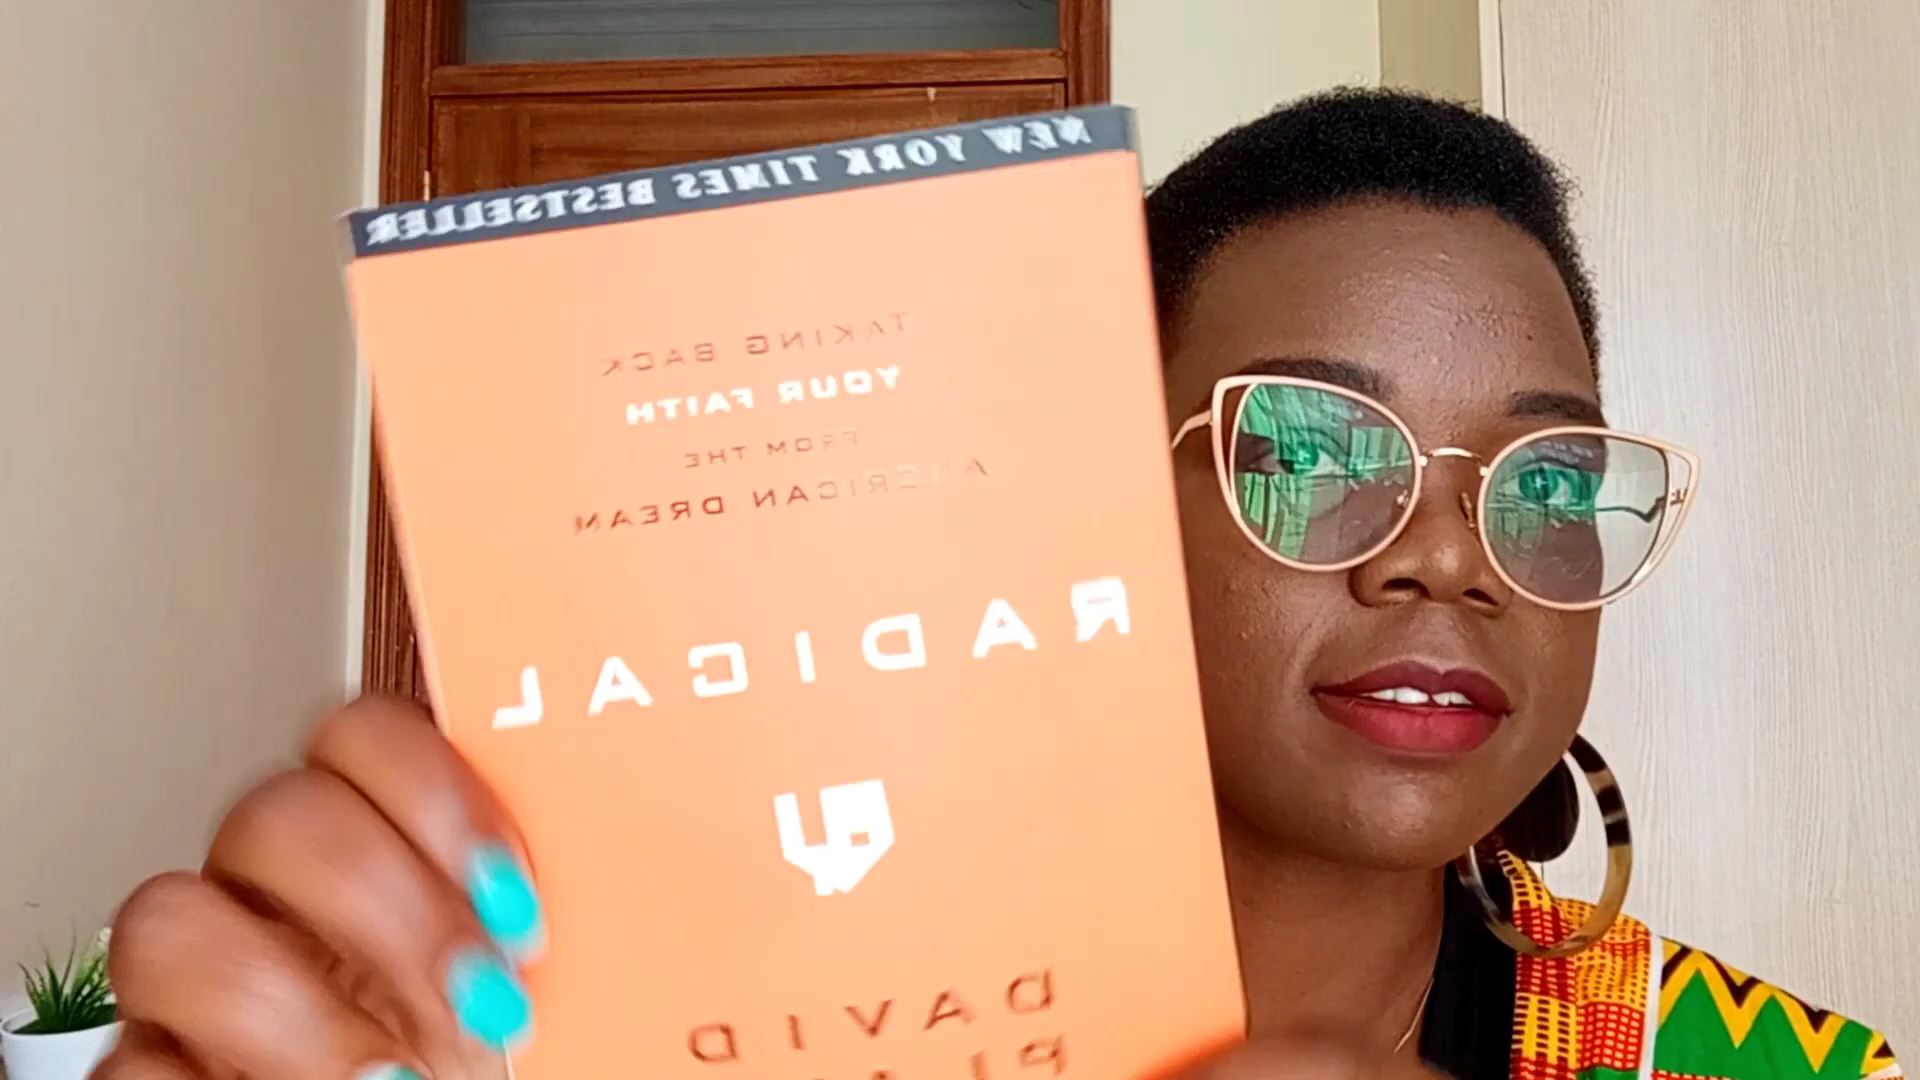 NEW YORK TIMES BESTSELLER
TAKING BACK
YOUR FAITH
FROM THE
AMERICAN DREAM
RADICAL
DAVID